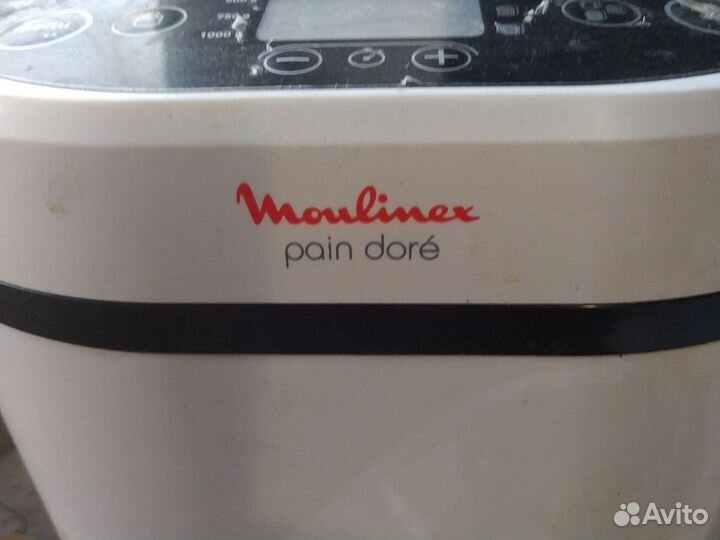 1000
Moulinex
pain doré
Avito